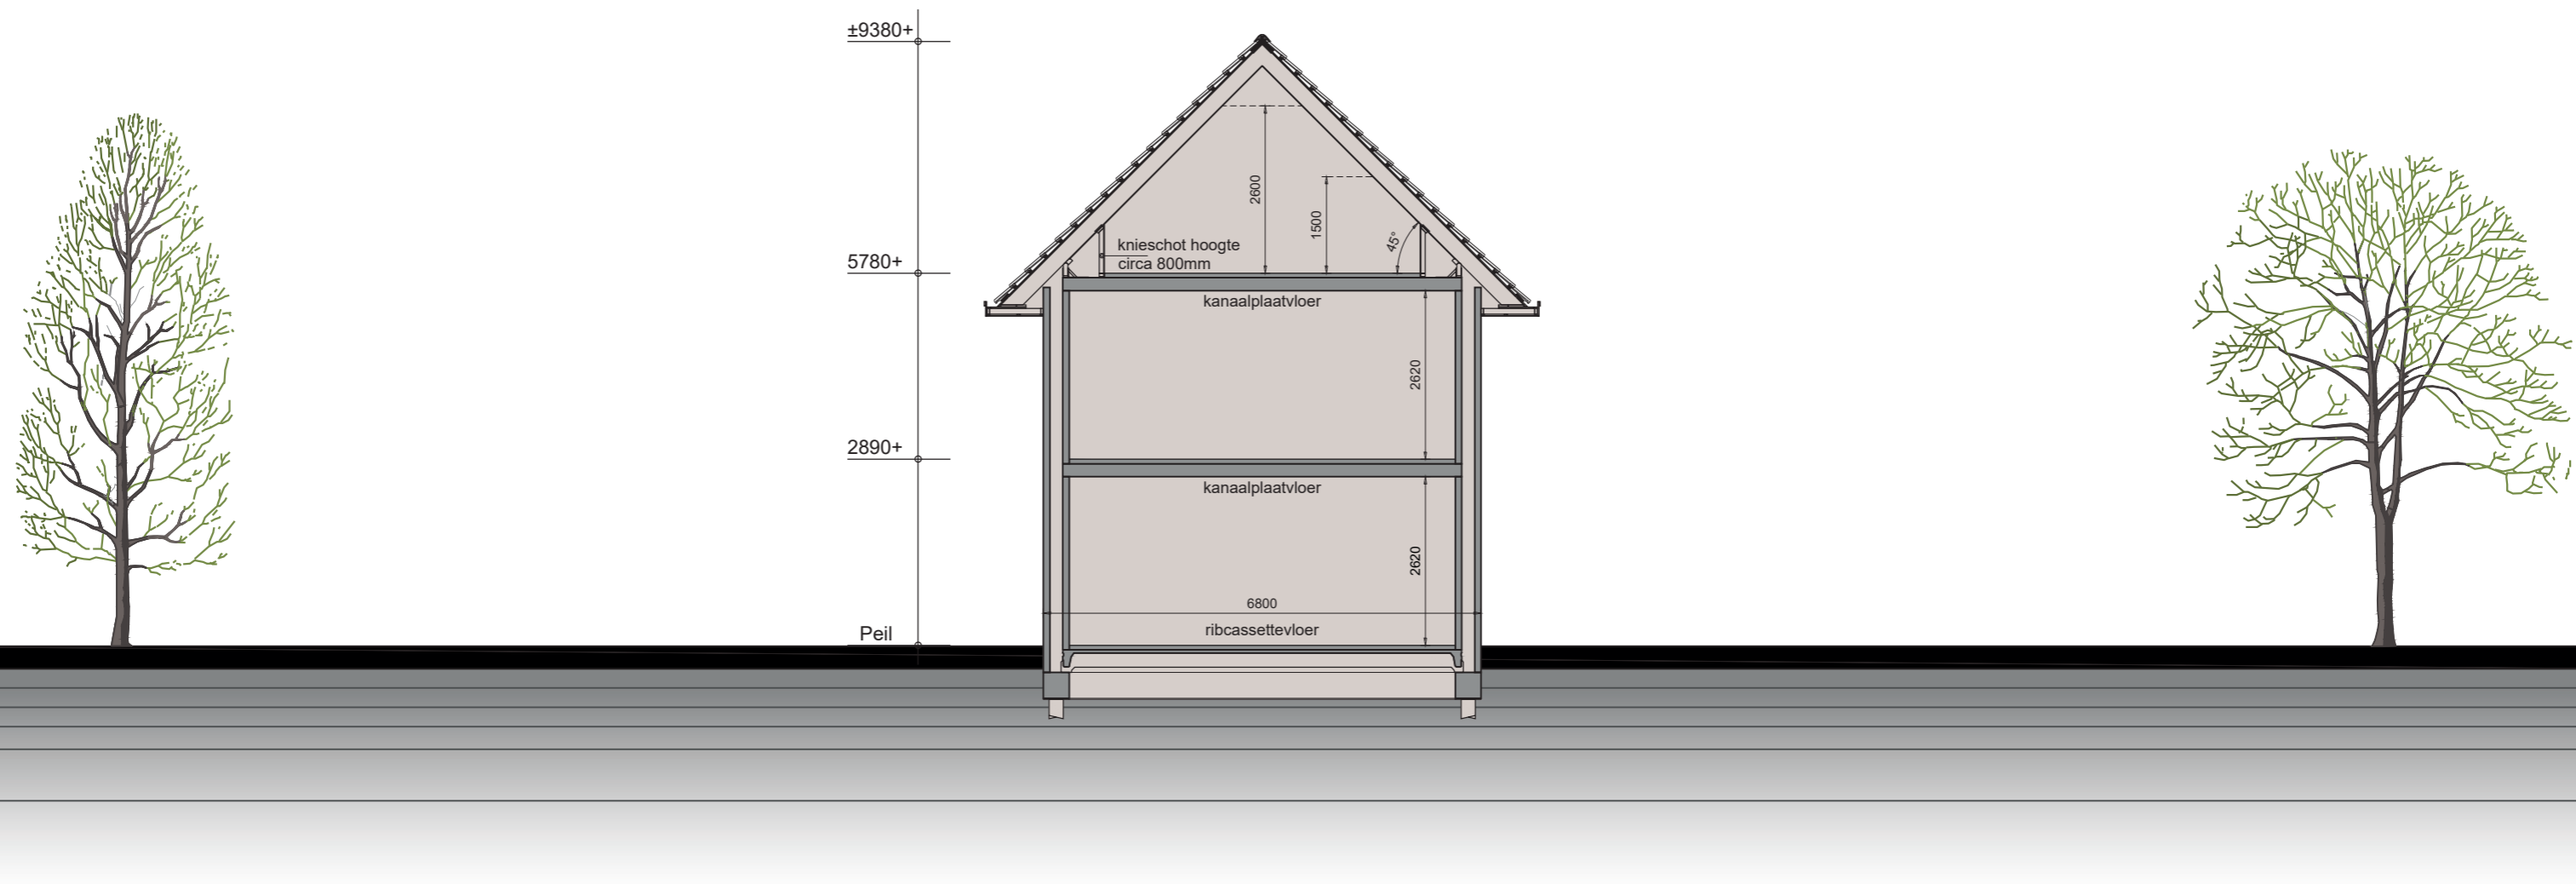 ±9380+
2600
1500
45°
knieschot hoogte
circa 800mm
5780+
kanaalplaatvloer
2620
2890+
kanaalplaatvloer
2620
6800
Peil
ribcassettevloer